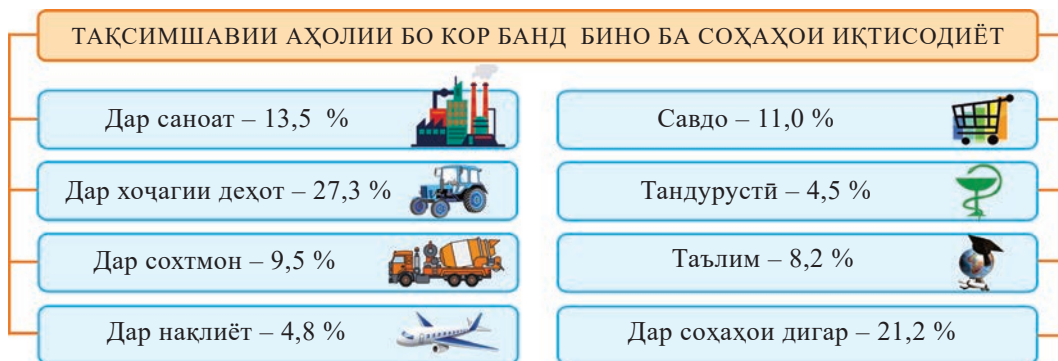 ТАҚСИМШАВИИ АҲОЛИИ БО КОР БАНД БИНО БА СОҲАҲОИ ИҚТИСОДИЁТ
Дар саноат – 13,5 %
Дар хоҷагии деҳот – 27,3 %
Дар сохтмон – 9,5 %
Дар нақлиёт – 4,8 %
Савдо – 11,0 %
Тандурустӣ – 4,5 %
Таълим – 8,2 %
Дар соҳаҳои дигар – 21,2 %